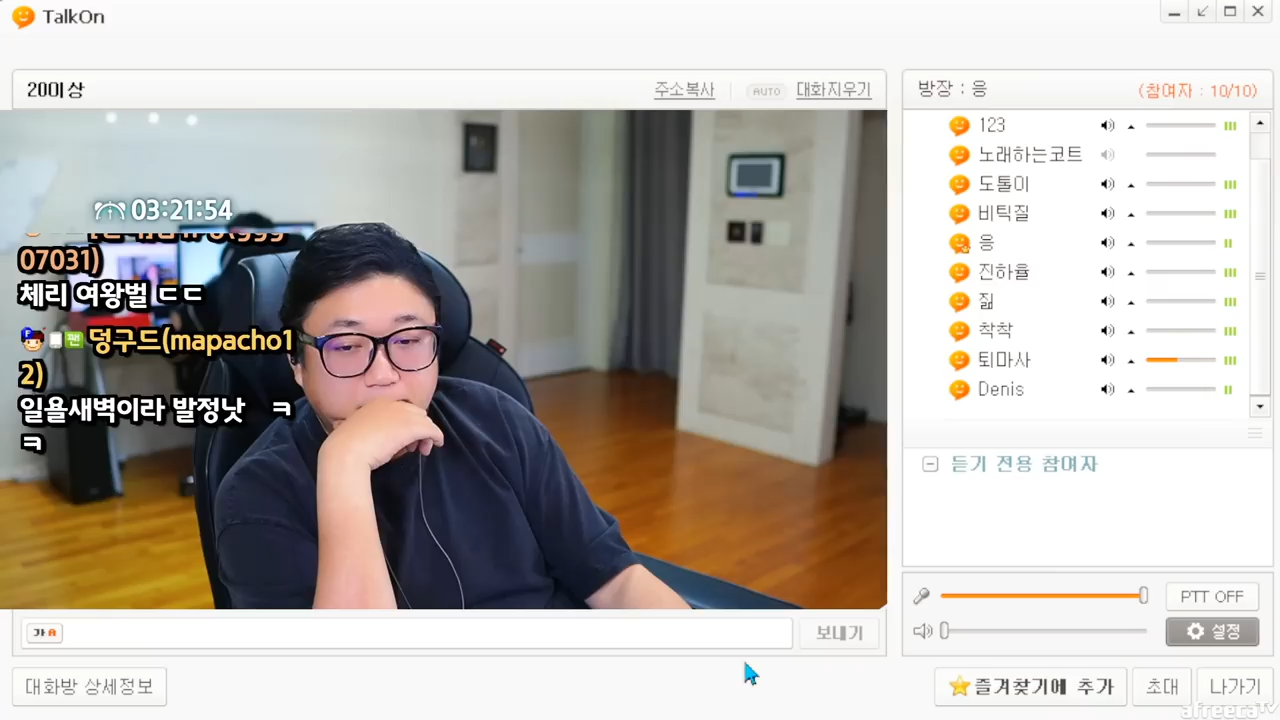 TalkOn
20이상
주소복사
AUTO
대화지우기
방장 : 응
(참여자 : 10/10)
123
노래하는코트
도톨이
비틱질
응
진하율
짊
착착
퇴마사
Denis
듣기 전용 참여자
03:21:54
07031)
체리 여왕벌 ㄷㄷ
F 팬 덩구드(mapacho1
2)
일욜새벽이라 발정낫 ㅋ
ㅋ
가A
보내기
PTT OFF
설정
대화방 상세정보
즐겨찾기에 추가
초대
나가기
afreecaTV